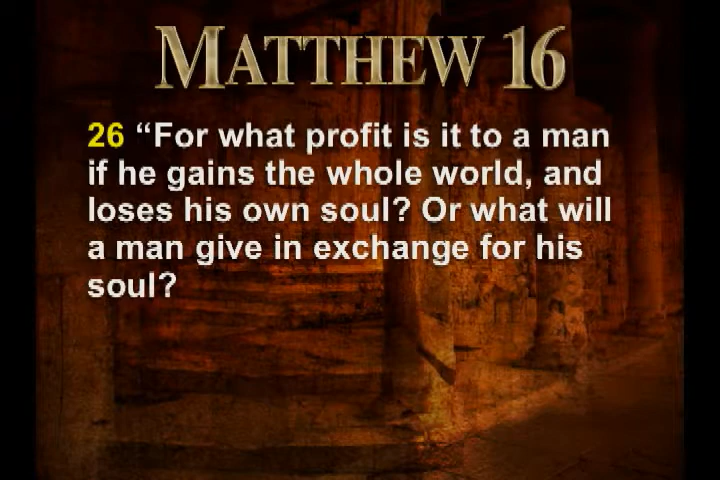 MATTHEW 16
26 “For what profit is it to a man
if he gains the whole world, and
loses his own soul? Or what will
a man give in exchange for his
soul?